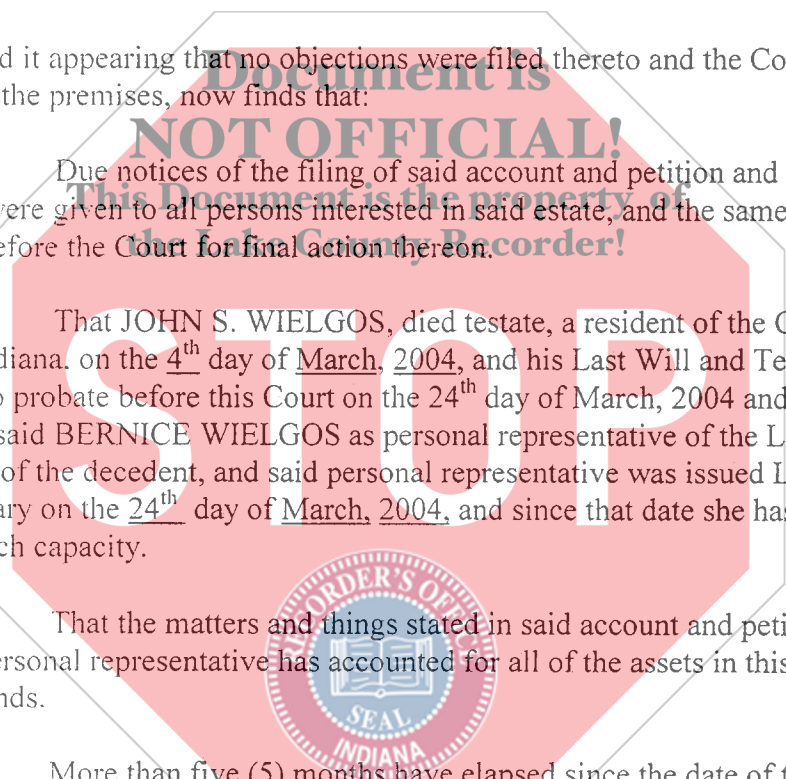 d it appearing that no objections were filed thereto and the Co
the premises, now finds that:
Document is
NOT OFFICIAL!
This Document is the property of
the Lake County Recorder!
Due notices of the filing of said account and petition and
vere given to all persons interested in said estate, and the same
efore the Court for final action thereon.
That JOHN S. WIELGOS, died testate, a resident of the C
diana, on the 4th day of March, 2004, and his Last Will and Te
o probate before this Court on the 24th day of March, 2004 and
said BERNICE WIELGOS as personal representative of the L
of the decedent, and said personal representative was issued L
ary on the 24th day of March, 2004, and since that date she has
ch capacity.
STOP
That the matters and things stated in said account and peti
ersonal representative has accounted for all of the assets in this
nds.
RECORDER'S OFFICE
SEAL
INDIANA
More than five (5) months have elapsed since the date of